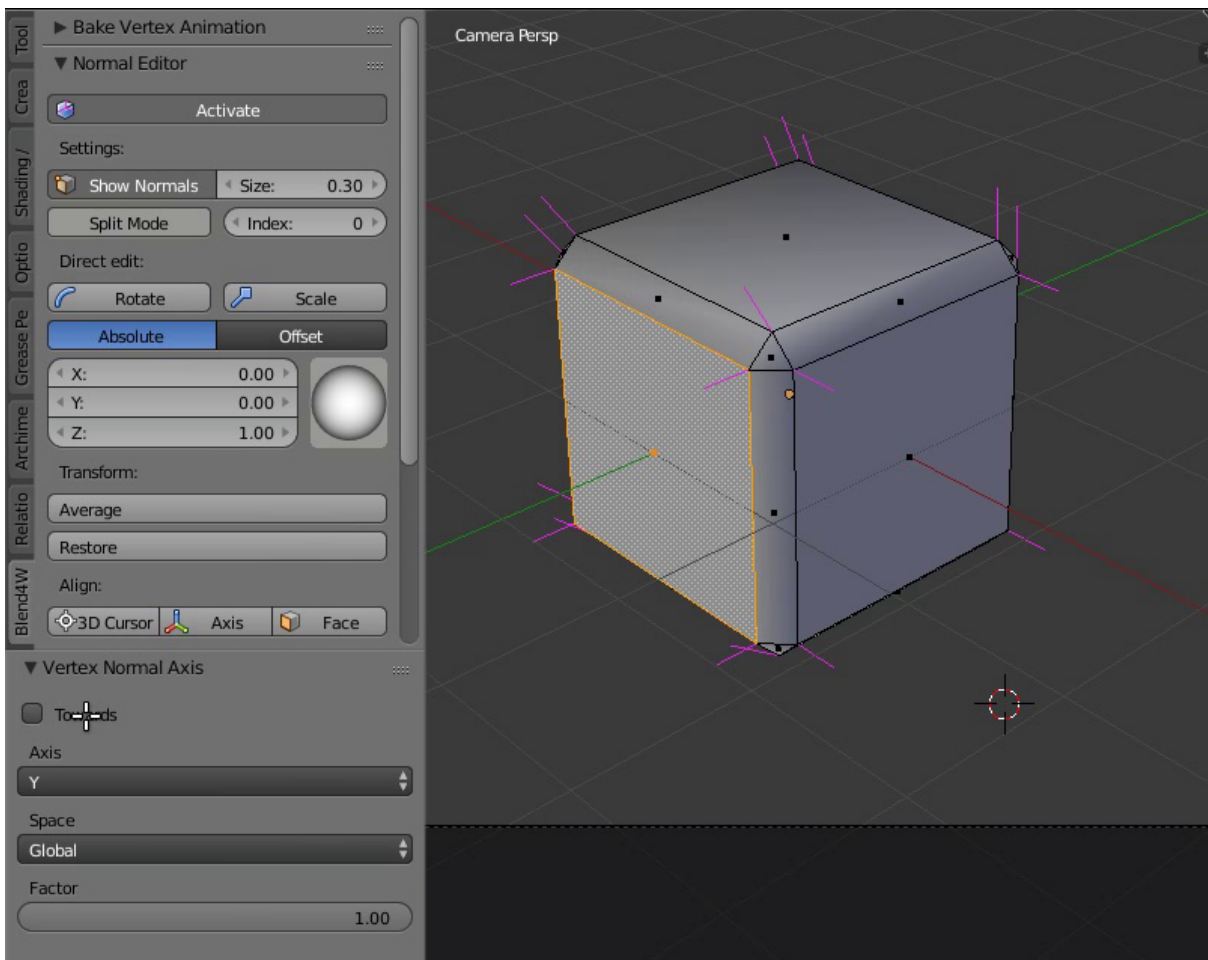 Bake Vertex Animation
Normal Editor
Activate
Settings:
Show Normals Size: 0.30
Split Mode Index: 0
Direct edit:
Rotate Scale
Absolute Offset
X: 0.00
Y: 0.00
Z: 1.00
Transform:
Average
Restore
Align:
3D Cursor Axis Face
Vertex Normal Axis
Axis
Y
Space
Global
Factor
1.00
Tool
Crea
Shading /
Optio
Grease Pe
Archime
Relatio
Blend4W
Camera Persp